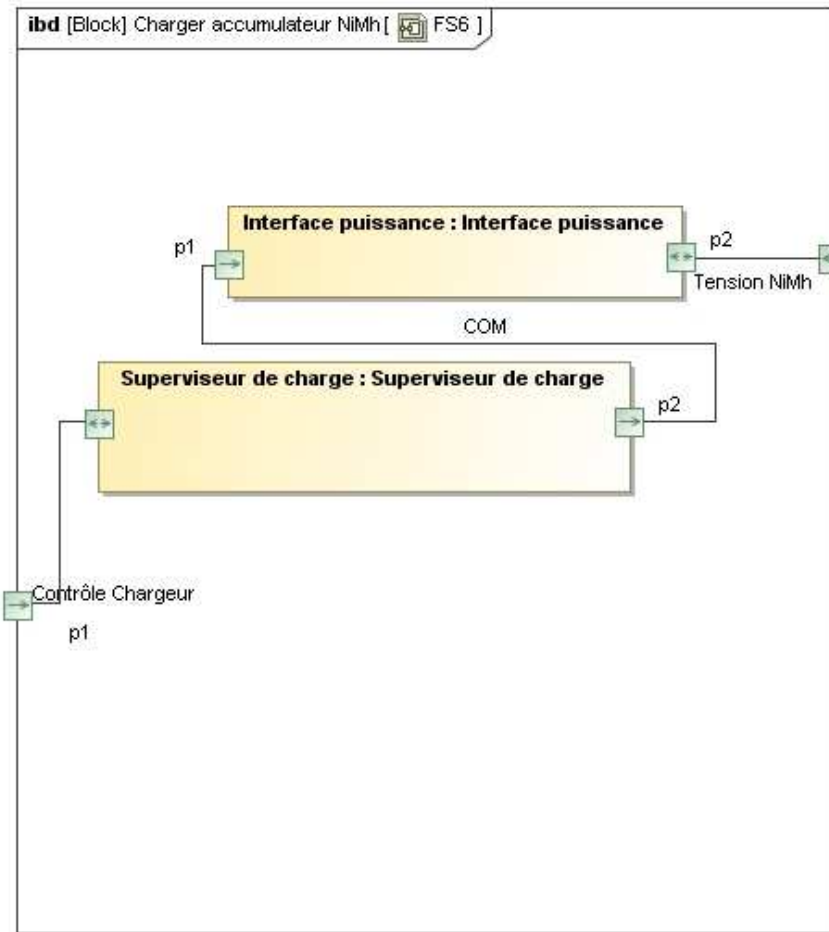 ibd [Block] Charger accumulateur NiMh [ FS6 ]
Interface puissance : Interface puissance
p1
p2
Tension NiMh
COM
Superviseur de charge : Superviseur de charge
p2
Contrôle Chargeur
p1